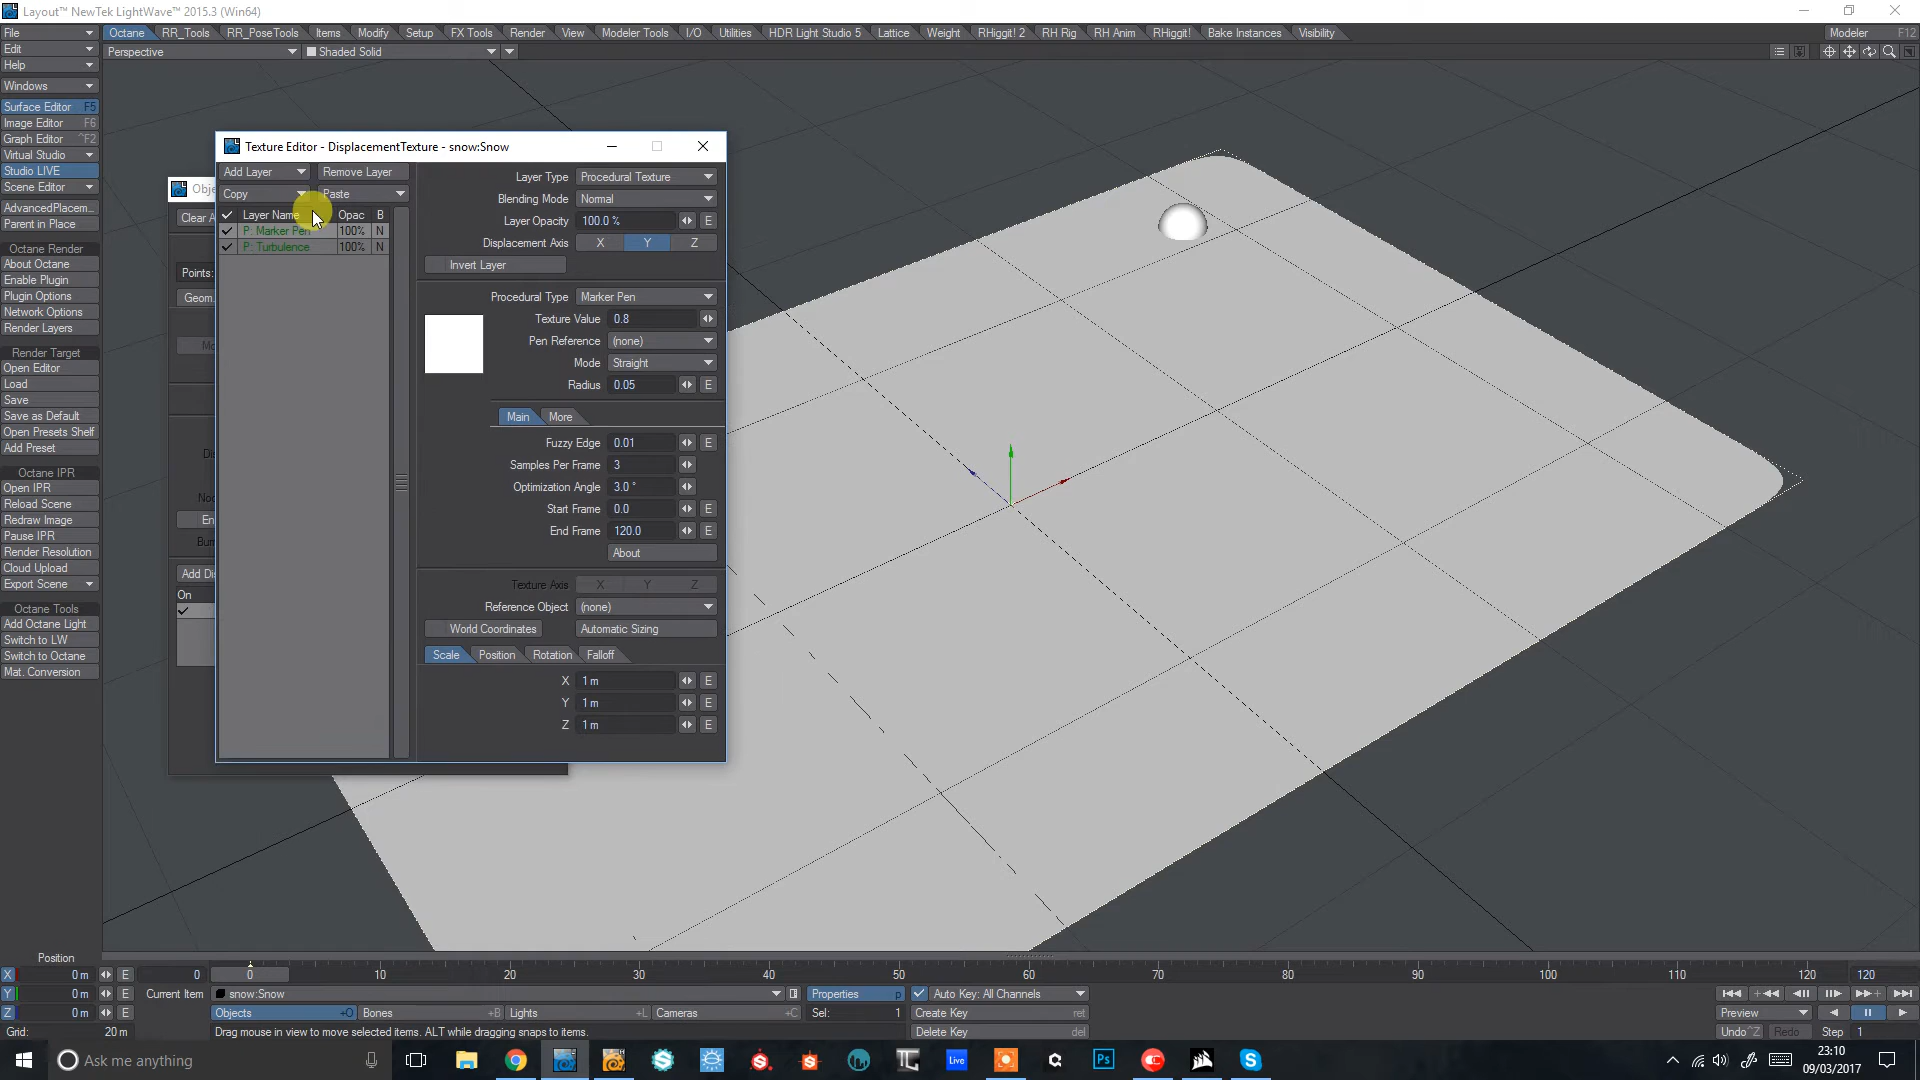 Layout™ NewTek LightWave 2015.3 (Win64)
File
Octane RR_Tools RR_PoseTools Items Modify Setup FX Tools Render View Modeler Tools I/O Utilities HDR Light Studio 5 Lattice Weight RHiggit! 2 RH Rig RH Anim RHiggit! Bake Instances Visibility
Modeler F12
Edit
Perspective Shaded Solid
Help
Windows
Surface Editor F5
Image Editor F6
Graph Editor ^F2
Virtual Studio
Studio LIVE
Scene Editor
AdvancedPlacem...
Parent in Place
Octane Render
About Octane
Enable Plugin
Plugin Options
Network Options
Render Layers
Render Target
Open Editor
Load
Save
Save as Default
Open Presets Shelf
Add Preset
Octane IPR
Open IPR
Reload Scene
Redraw Image
Pause IPR
Render Resolution
Cloud Upload
Export Scene
Octane Tools
Add Octane Light
Switch to LW
Switch to Octane
Mat. Conversion
Obje
Clear A
Points:
Geom
Mo
Dis
Noc
En
Bum
Add Dis
On
Texture Editor - DisplacementTexture - snow:Snow
Add Layer Remove Layer
Copy Paste
Layer Name Opac B
P: Marker Pen 100% N
P: Turbulence 100% N
Layer Type Procedural Texture
Blending Mode Normal
Layer Opacity 100.0 % E
Displacement Axis X Y Z
Invert Layer
Procedural Type Marker Pen
Texture Value 0.8
Pen Reference (none)
Mode Straight
Radius 0.05 E
Main More
Fuzzy Edge 0.01 E
Samples Per Frame 3
Optimization Angle 3.0 °
Start Frame 0.0 E
End Frame 120.0 E
About
Texture Axis X Y Z
Reference Object (none)
World Coordinates Automatic Sizing
Scale Position Rotation Falloff
X 1 m E
Y 1 m E
Z 1 m E
Position
X 0 m E 0 0 10 20 30 40 50 60 70 80 90 100 110 120 120
Y 0 m E Current Item snow:Snow Properties p Auto Key: All Channels
Z 0 m E Objects +O Bones +B Lights +L Cameras +C Sel: 1 Create Key ret Preview
Grid: 20 m Drag mouse in view to move selected items. ALT while dragging snaps to items. Delete Key del Undo ^Z Redo Step 1
Ask me anything
Live
Ps
23:10
09/03/2017